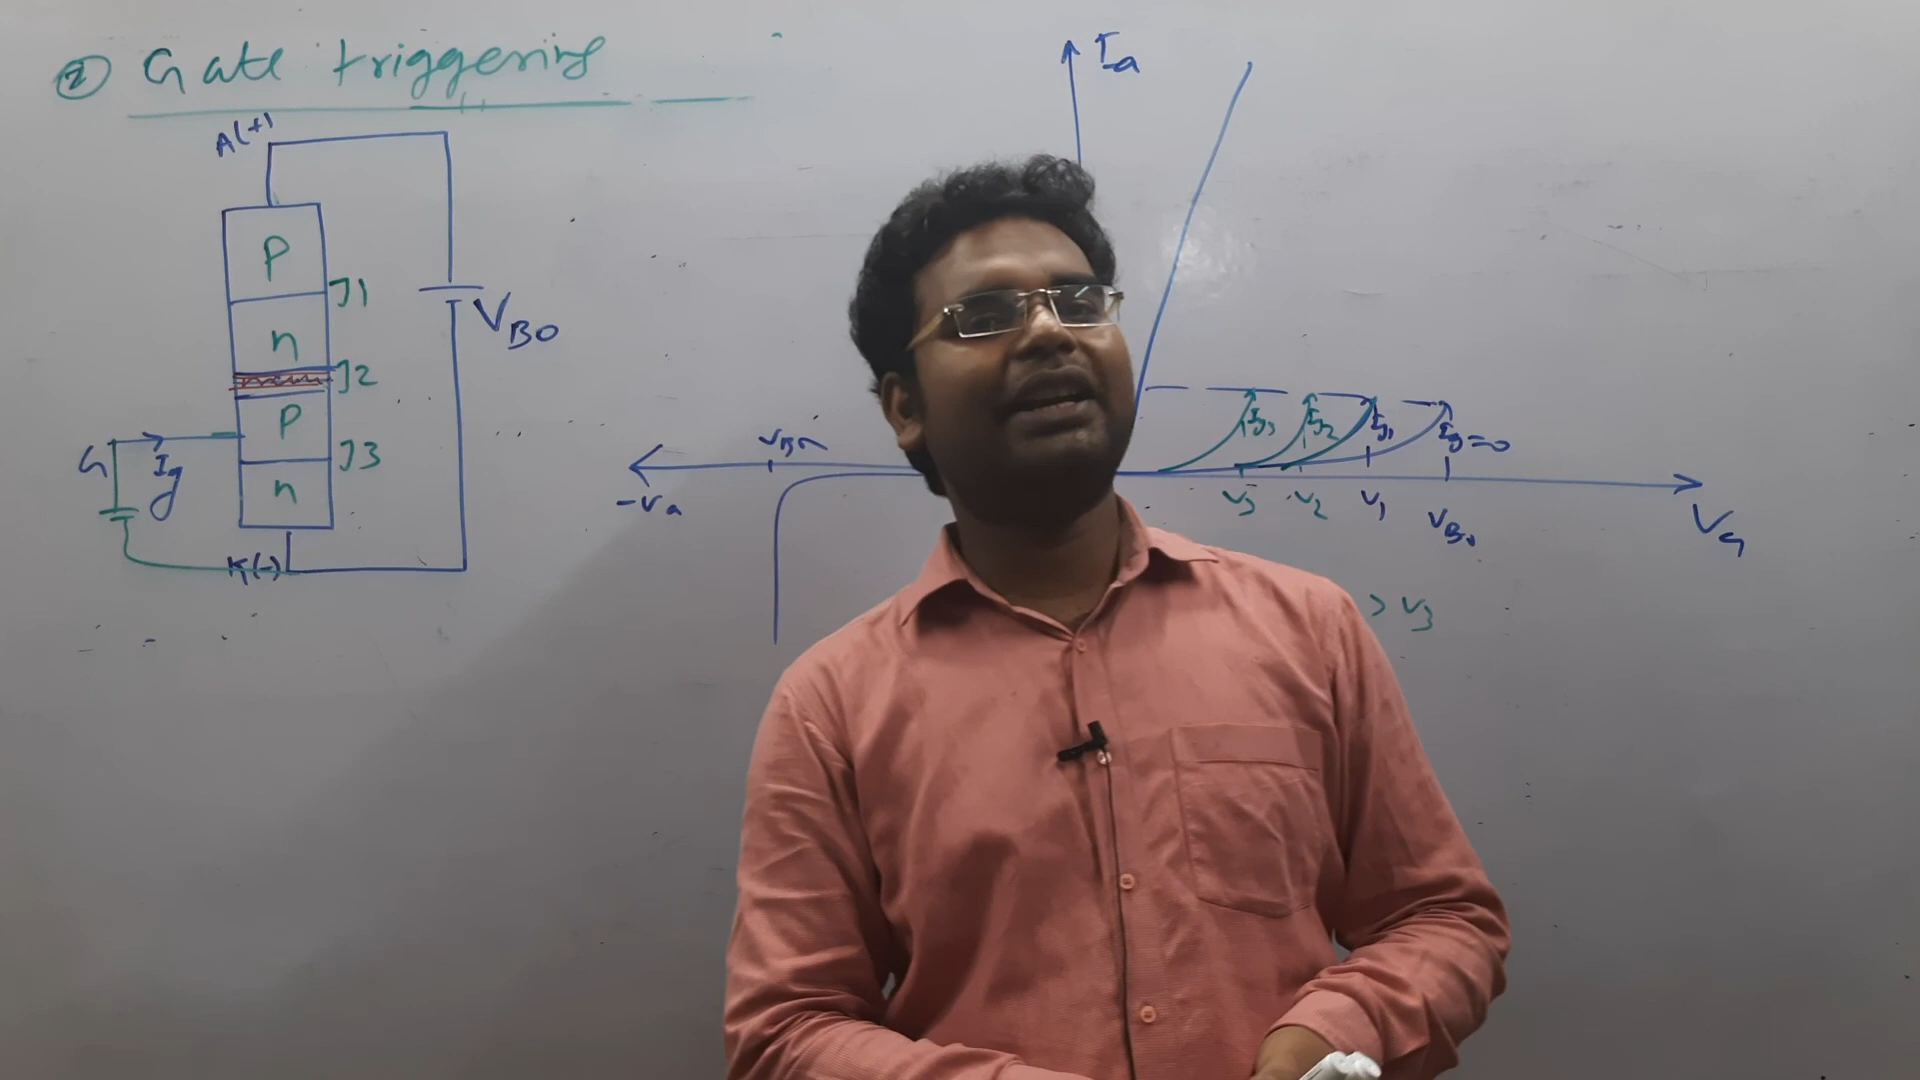 ② Gate triggering
A(+)
P
J1
n
J2
P
J3
n
G
Ig
K(-)
VBO
Ia
VBR
-Va
Ig3
Ig2
Ig1
Ig=0
V3
V2
V1
VBO
Va
> V3